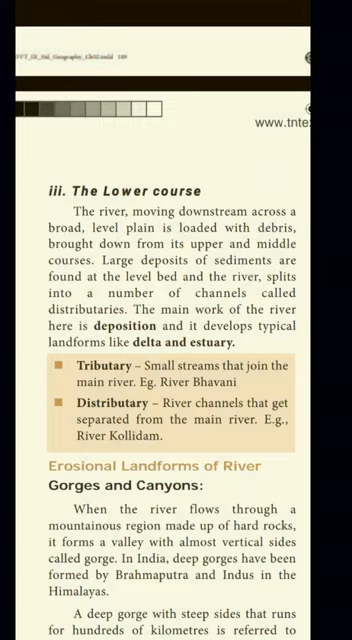 iii. The Lower course
The river, moving downstream across a
broad, level plain is loaded with debris,
brought down from its upper and middle
courses. Large deposits of sediments are
found at the level bed and the river, splits
into a number of channels called
distributaries. The main work of the river
here is deposition and it develops typical
landforms like delta and estuary.
Tributary – Small streams that join the
main river. Eg. River Bhavani
Distributary – River channels that get
separated from the main river. E.g.,
River Kollidam.
Erosional Landforms of River
Gorges and Canyons:
When the river flows through a
mountainous region made up of hard rocks,
it forms a valley with almost vertical sides
called gorge. In India, deep gorges have been
formed by Brahmaputra and Indus in the
Himalayas.
A deep gorge with steep sides that runs
for hundreds of kilometres is referred to